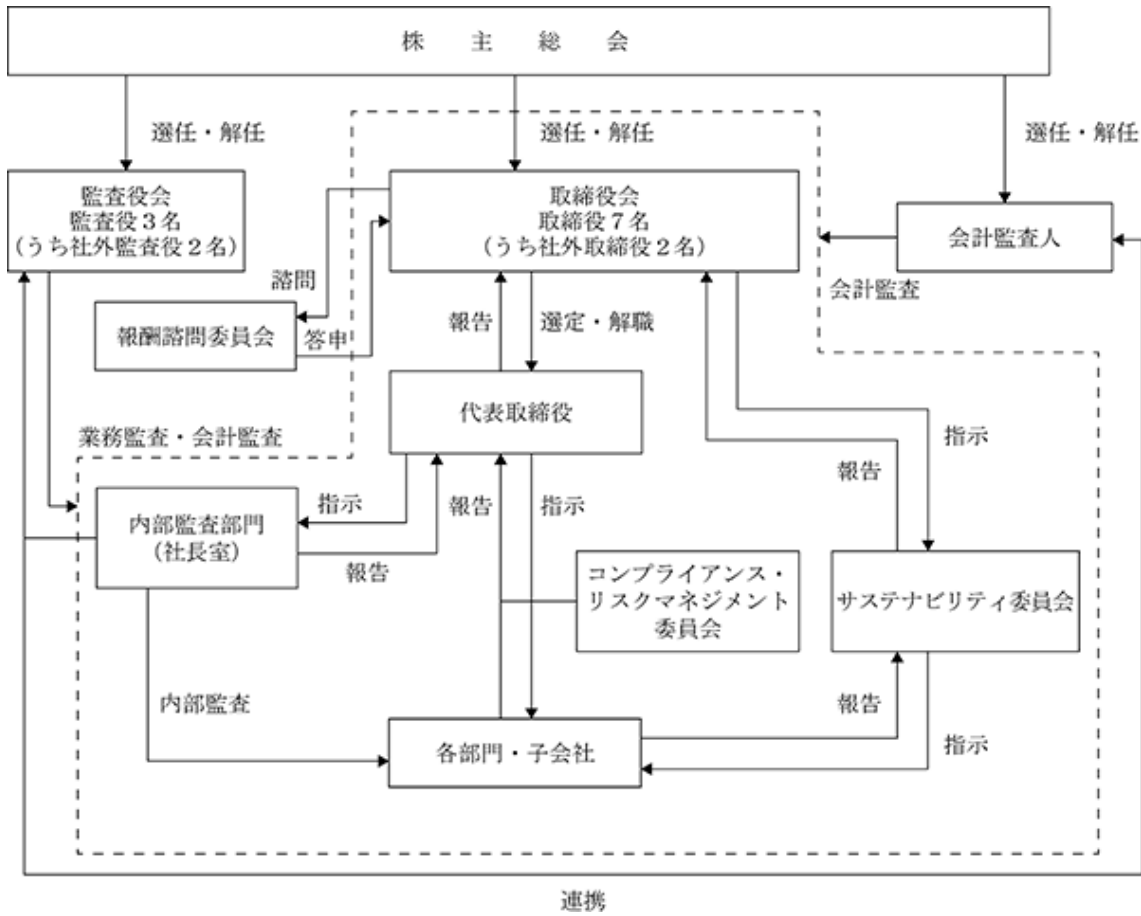 株主総会
選任・解任
選任・解任
選任・解任
監査役会
監査役3名
(うち社外監査役2名)
取締役会
取締役7名
(うち社外取締役2名)
会計監査人
会計監査
諮問
報酬諮問委員会
答申
報告
選定・解職
代表取締役
業務監査・会計監査
指示
報告
指示
報告
指示
内部監査部門
(社長室)
報告
コンプライアンス・
リスクマネジメント
委員会
サステナビリティ委員会
内部監査
報告
各部門・子会社
指示
連携